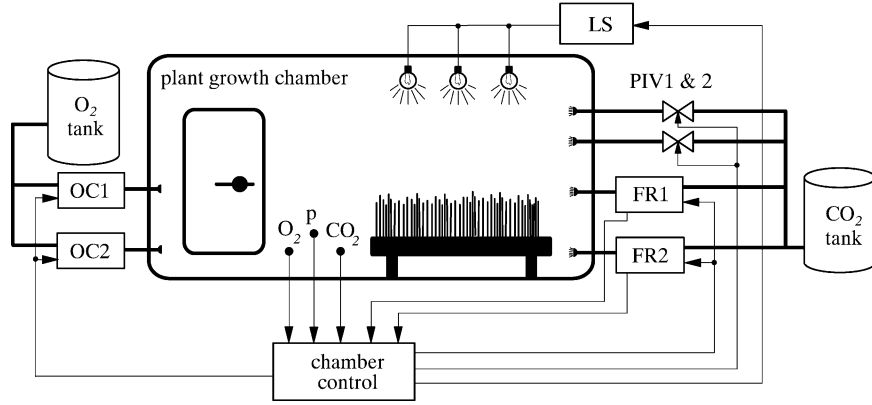 LS
plant growth chamber
PIV1 & 2
O2
tank
OC1
FR1
CO2
tank
O2
p
CO2
OC2
FR2
chamber
control